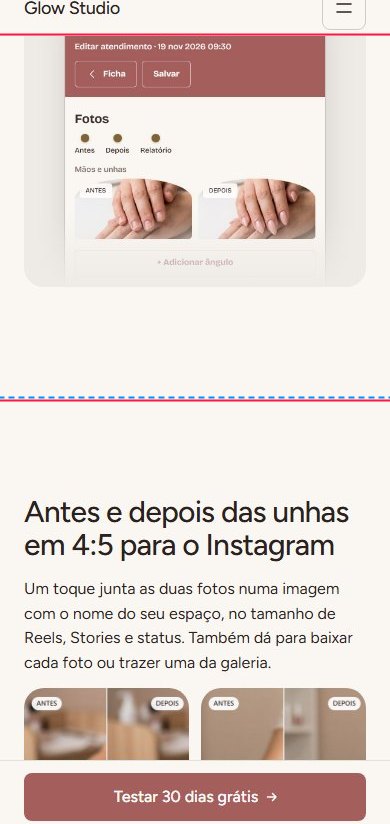 Glow Studio
Editar atendimento · 19 nov 2026 09:30
Ficha
Salvar
Fotos
Antes
Depois
Relatório
Mãos e unhas
ANTES
DEPOIS
+ Adicionar ângulo
Antes e depois das unhas
em 4:5 para o Instagram
Um toque junta as duas fotos numa imagem
com o nome do seu espaço, no tamanho de
Reels, Stories e status. Também dá para baixar
cada foto ou trazer uma da galeria.
ANTES
DEPOIS
ANTES
DEPOIS
Testar 30 dias grátis →